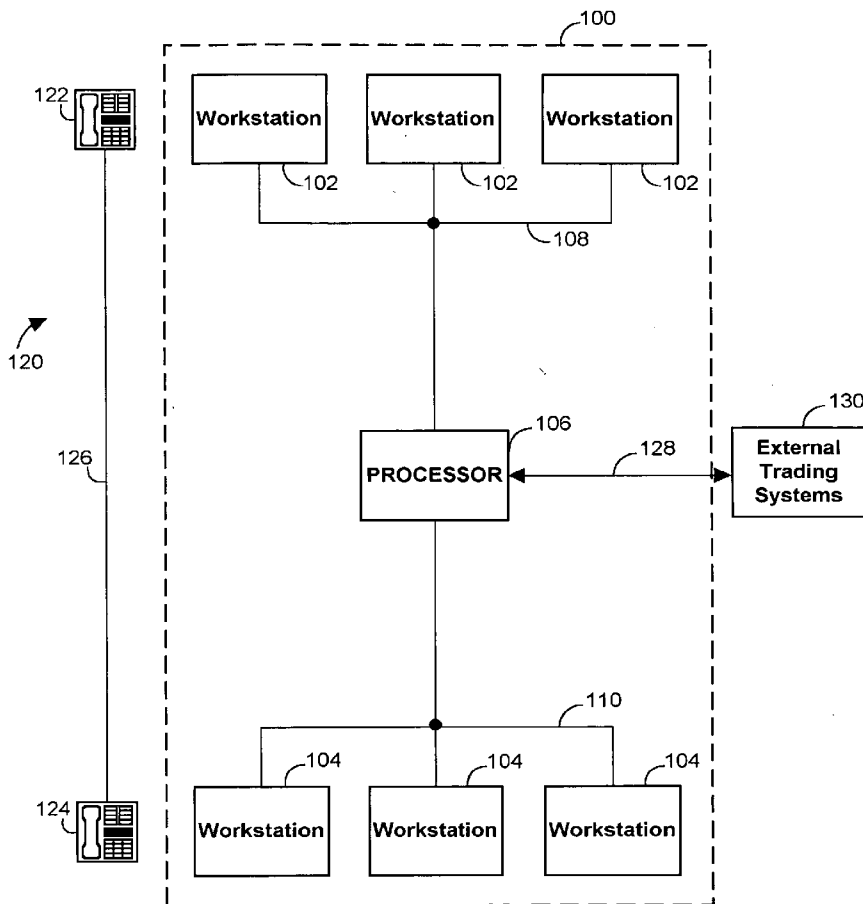 100
122
Workstation Workstation Workstation
102 102 102
108
120
106
130
126
128
PROCESSOR
External
Trading
Systems
110
104 104 104
124
Workstation Workstation Workstation